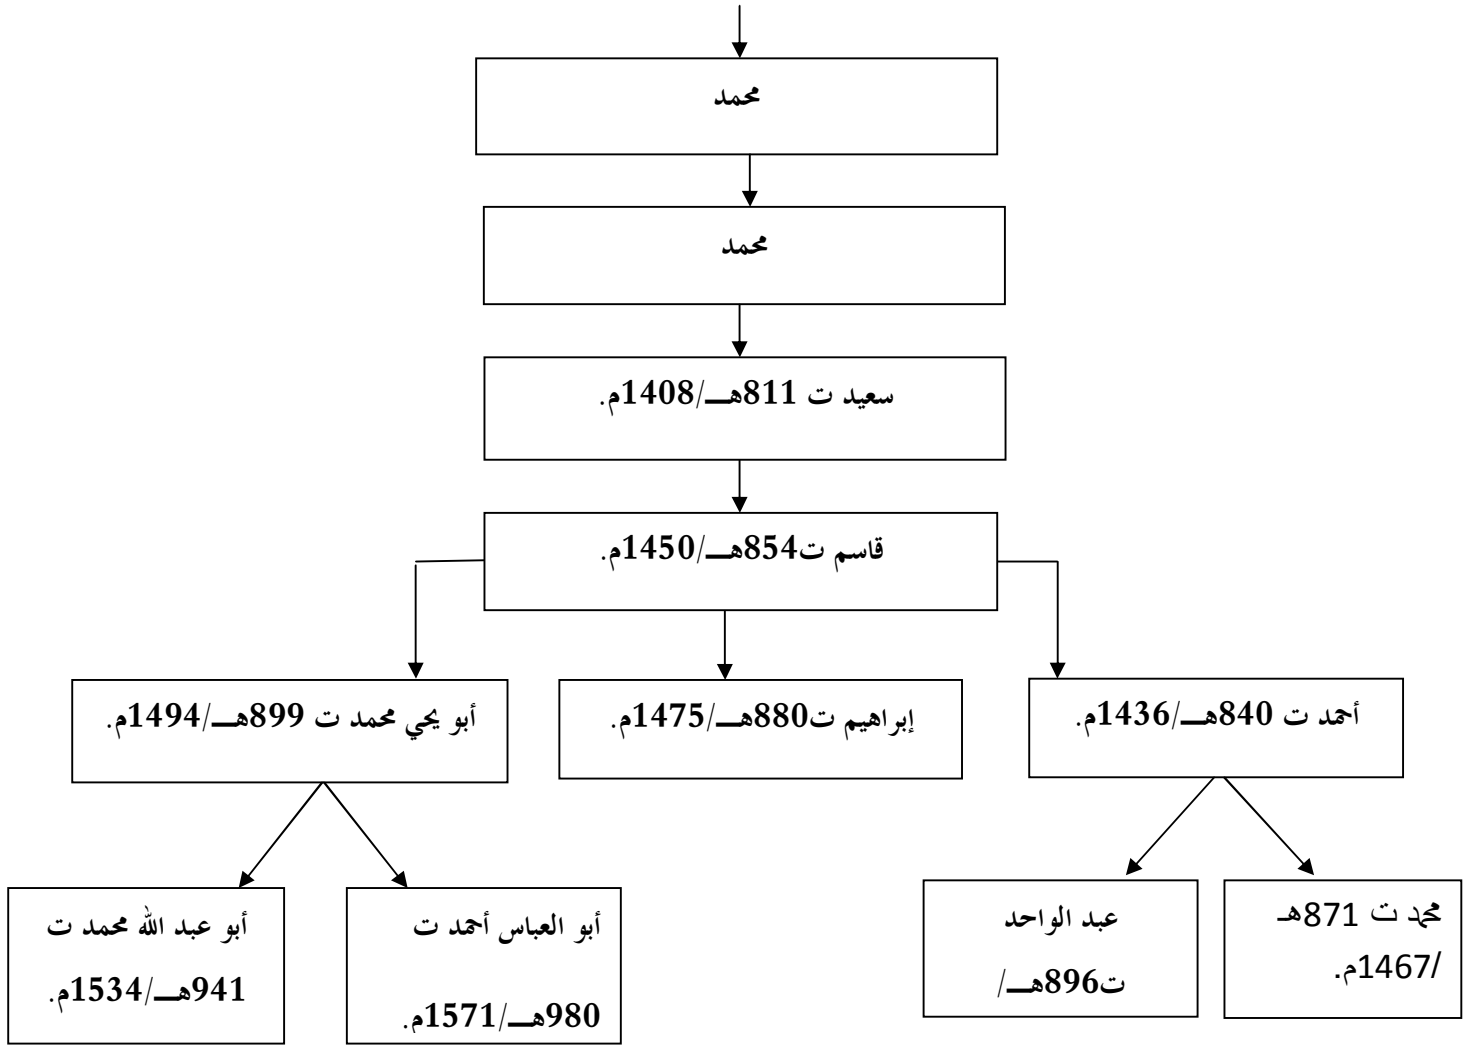 محمد
محمد
سعيد ت 811هـ/1408م.
قاسم ت854هـ/1450م.
أحمد ت 840هـ/1436م.
إبراهيم ت880هـ/1475م.
أبو يحي محمد ت 899هـ/1494م.
محمد ت 871هـ
/1467م.
عبد الواحد
ت896هـ/
أبو العباس أحمد ت
980هـ/1571م.
أبو عبد الله محمد ت
941هـ/1534م.